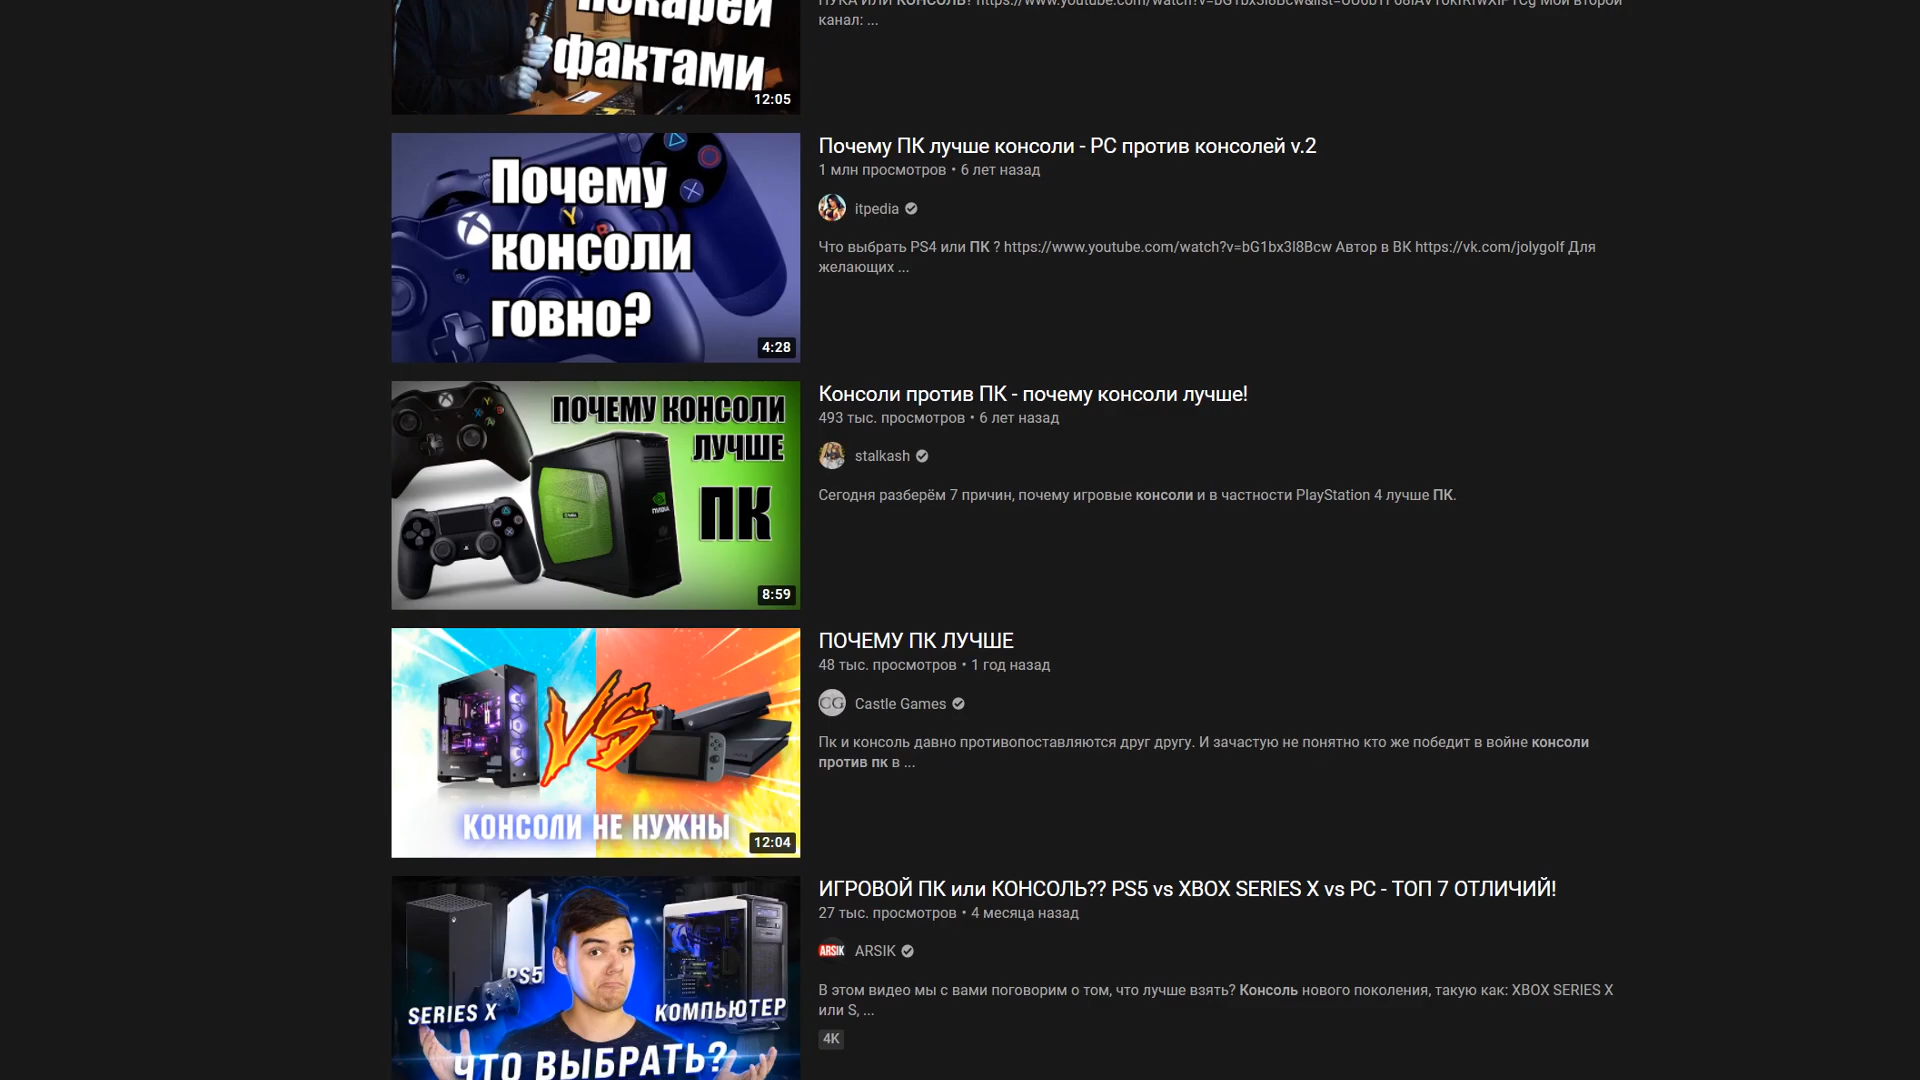 фактами
12:05
канал: ...
Почему
консоли
говно?
4:28
Почему ПК лучше консоли - PC против консолей v.2
1 млн просмотров • 6 лет назад
itpedia
Что выбрать PS4 или ПК ? https://www.youtube.com/watch?v=bG1bx3l8Bcw Автор в ВК https://vk.com/jolygolf Для
желающих ...
ПОЧЕМУ КОНСОЛИ
ЛУЧШЕ
ПК
NVIDIA
8:59
Консоли против ПК - почему консоли лучше!
493 тыс. просмотров • 6 лет назад
stalkash
Сегодня разберём 7 причин, почему игровые консоли и в частности PlayStation 4 лучше ПК.
VS
КОНСОЛИ НЕ НУЖНЫ
12:04
ПОЧЕМУ ПК ЛУЧШЕ
48 тыс. просмотров • 1 год назад
CG
Castle Games
Пк и консоль давно противопоставляются друг другу. И зачастую не понятно кто же победит в войне консоли
против пк в ...
PS5
SERIES X
КОМПЬЮТЕР
ЧТО ВЫБРАТЬ?
ИГРОВОЙ ПК или КОНСОЛЬ?? PS5 vs XBOX SERIES X vs PC - ТОП 7 ОТЛИЧИЙ!
27 тыс. просмотров • 4 месяца назад
ARSIK
ARSIK
В этом видео мы с вами поговорим о том, что лучше взять? Консоль нового поколения, такую как: XBOX SERIES X
или S, ...
4K